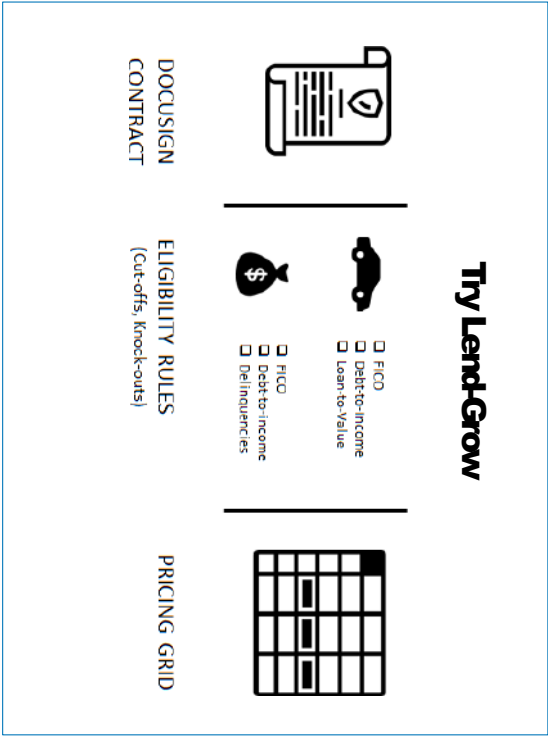 Try Lend-Grow
DOCUSIGN
CONTRACT
FICO
Debt-to-Income
Loan-to-Value
$
FICO
Debt-to-income
Delinquencies
ELIGIBILITY RULES
(Cut-offs, Knock-outs)
PRICING GRID